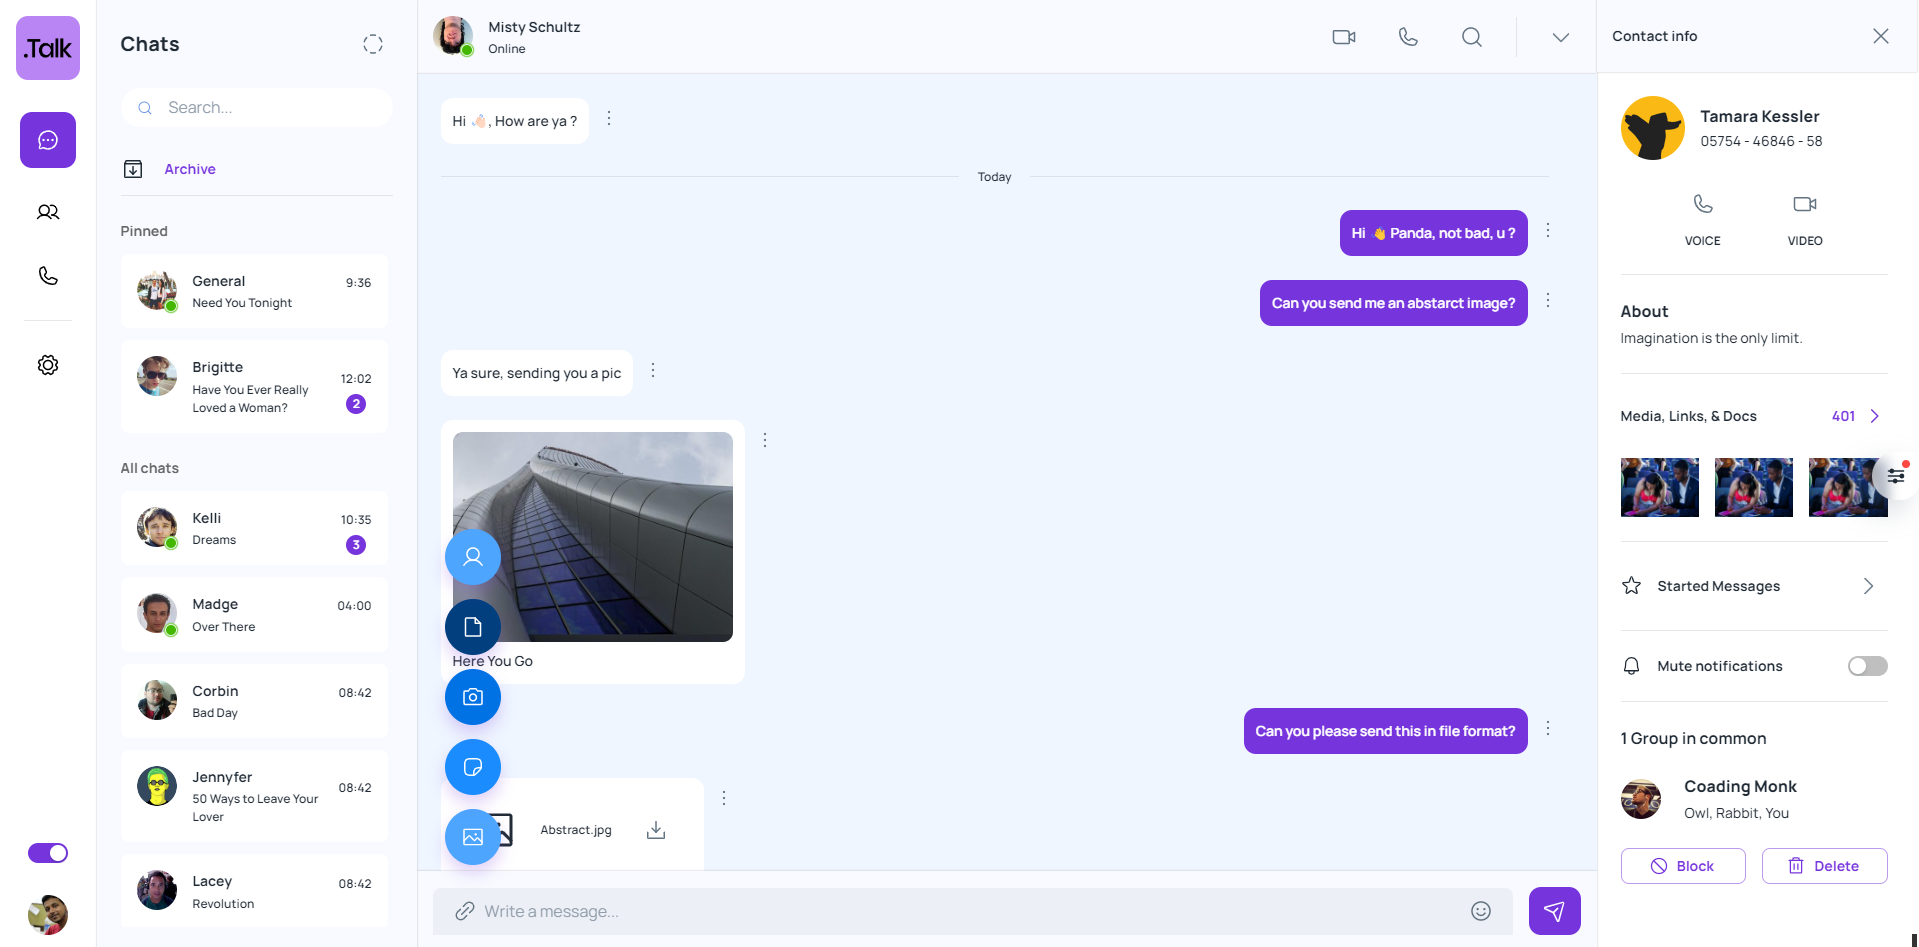 .Talk
Chats
Search...
Archive
Pinned
General
9:36
Need You Tonight
Brigitte
12:02
Have You Ever Really
Loved a Woman?
2
All chats
Kelli
10:35
Dreams
3
Madge
04:00
Over There
Corbin
08:42
Bad Day
Jennyfer
08:42
50 Ways to Leave Your
Lover
Lacey
08:42
Revolution
Misty Schultz
Online
Hi 👋🏻, How are ya ?
Today
Hi 👋 Panda, not bad, u ?
Can you send me an abstarct image?
Ya sure, sending you a pic
Here You Go
Can you please send this in file format?
Abstract.jpg
Write a message...
Contact info
Tamara Kessler
05754 - 46846 - 58
VOICE
VIDEO
About
Imagination is the only limit.
Media, Links, & Docs
401
Started Messages
Mute notifications
1 Group in common
Coading Monk
Owl, Rabbit, You
Block
Delete